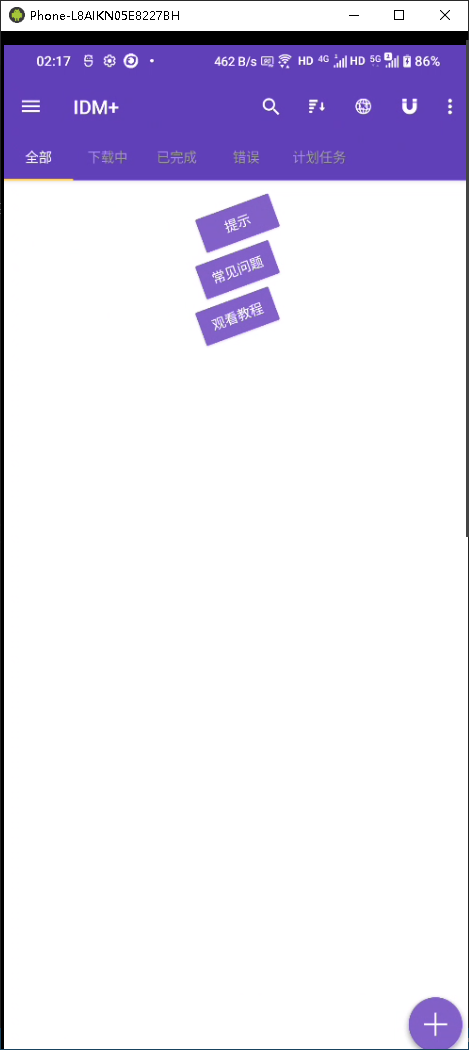 Phone-L8AIKN05E8227BH
02:17 462 B/s HD 4G HD 5G 86%
IDM+
全部 下载中 已完成 错误 计划任务
提示
常见问题
观看教程